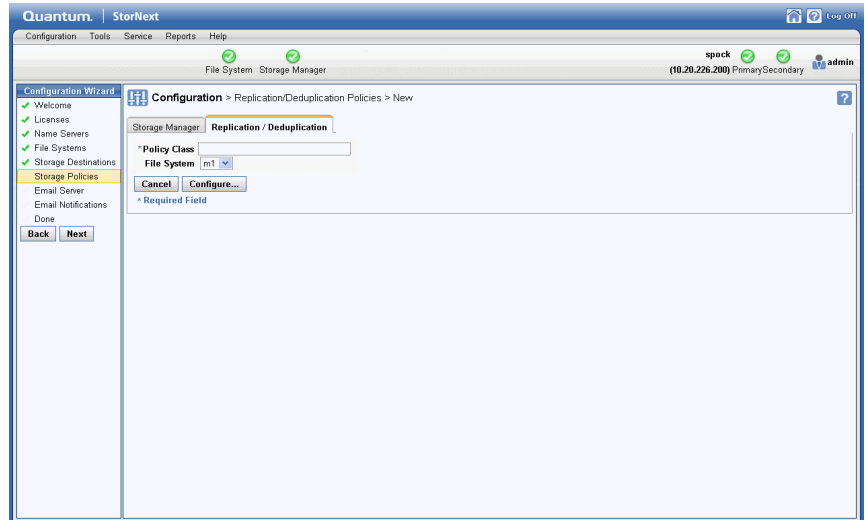 Quantum. StorNext
Log Off
Configuration Tools Service Reports Help
File System Storage Manager
spock
(10.20.226.200) Primary Secondary
admin
Configuration Wizard
Welcome
Licenses
Name Servers
File Systems
Storage Destinations
Storage Policies
Email Server
Email Notifications
Done
Back Next
Configuration > Replication/Deduplication Policies > New
?
Storage Manager Replication / Deduplication
*Policy Class
File System m1
Cancel Configure...
* Required Field